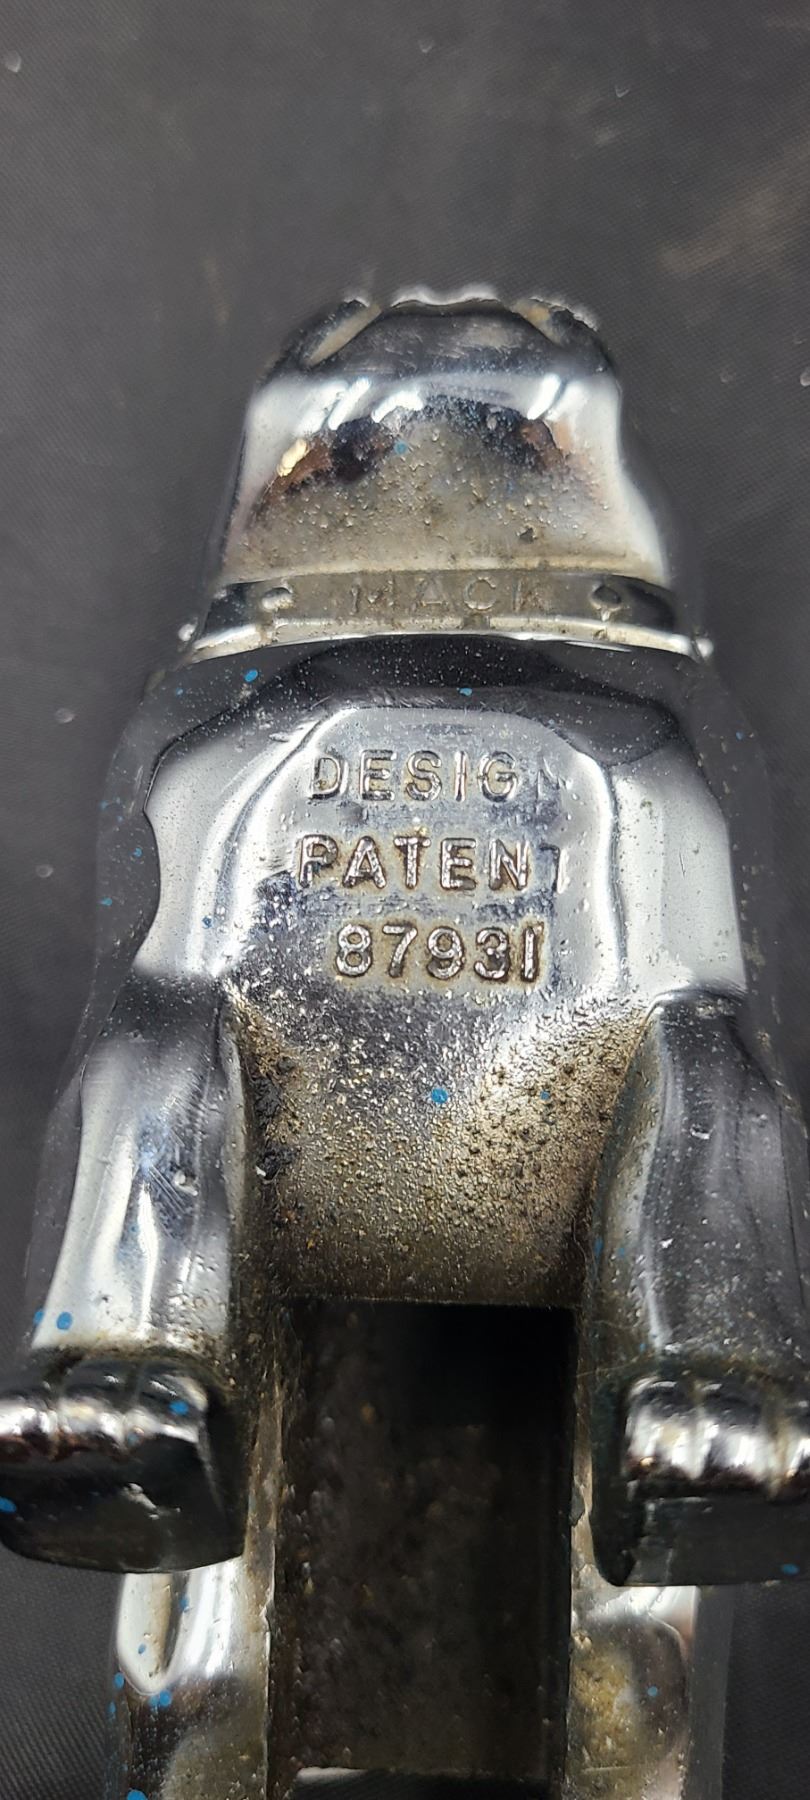 MACK
DESIGN
PATENT
87931